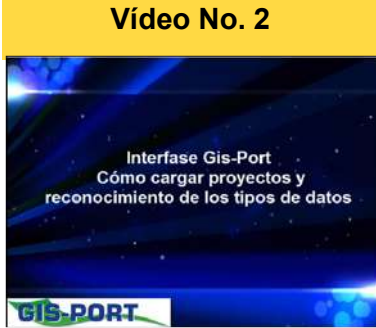 Vídeo No. 2
Interfase Gis-Port
Cómo cargar proyectos y
reconocimiento de los tipos de datos
GIS-PORT